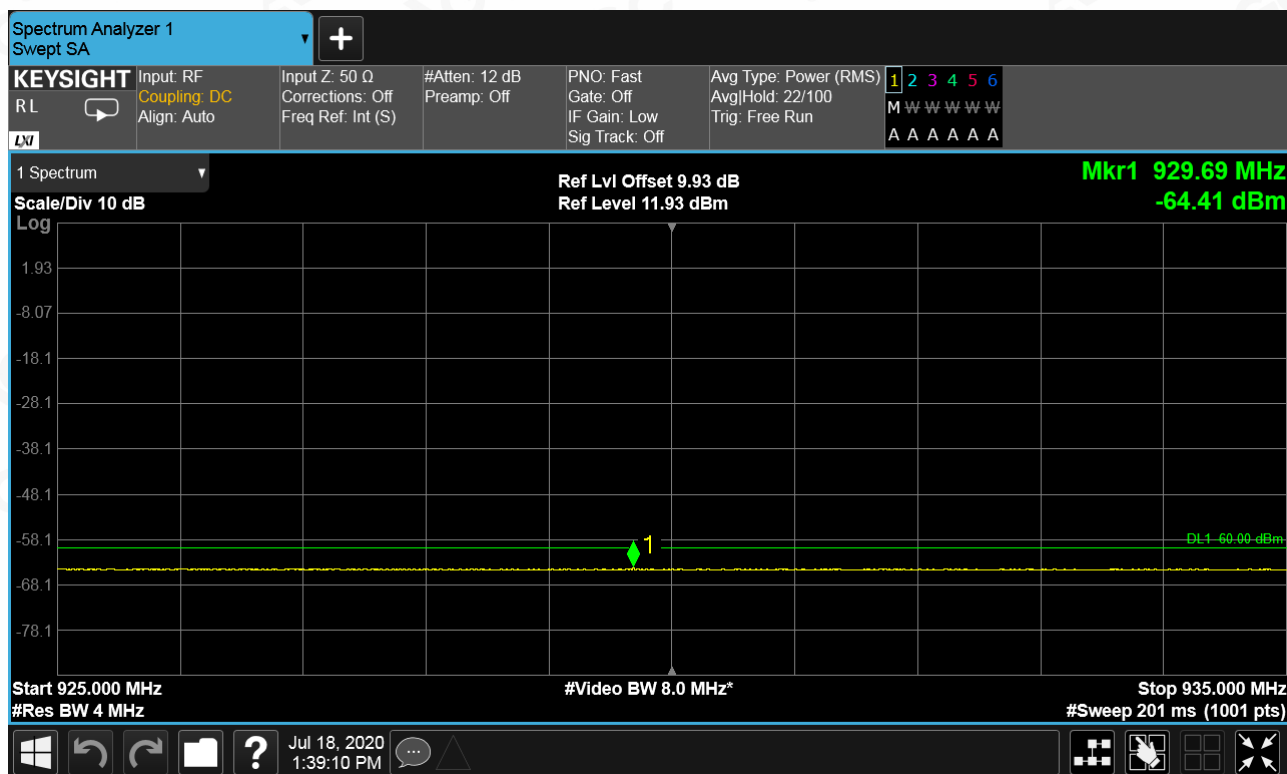 Spectrum Analyzer 1
Swept SA
+
KEYSIGHT
R L
LXI
Input: RF
Coupling: DC
Align: Auto
Input Z: 50 Ω
Corrections: Off
Freq Ref: Int (S)
#Atten: 12 dB
Preamp: Off
PNO: Fast
Gate: Off
IF Gain: Low
Sig Track: Off
Avg Type: Power (RMS)
Avg|Hold: 22/100
Trig: Free Run
1 2 3 4 5 6
M W W W W W
A A A A A A
1 Spectrum
Scale/Div 10 dB
Log
Ref Lvl Offset 9.93 dB
Ref Level 11.93 dBm
Mkr1 929.69 MHz
-64.41 dBm
1.93
-8.07
-18.1
-28.1
-38.1
-48.1
-58.1
1
DL1 -60.00 dBm
-68.1
-78.1
Start 925.000 MHz
#Video BW 8.0 MHz*
Stop 935.000 MHz
#Res BW 4 MHz
#Sweep 201 ms (1001 pts)
?
Jul 18, 2020
1:39:10 PM